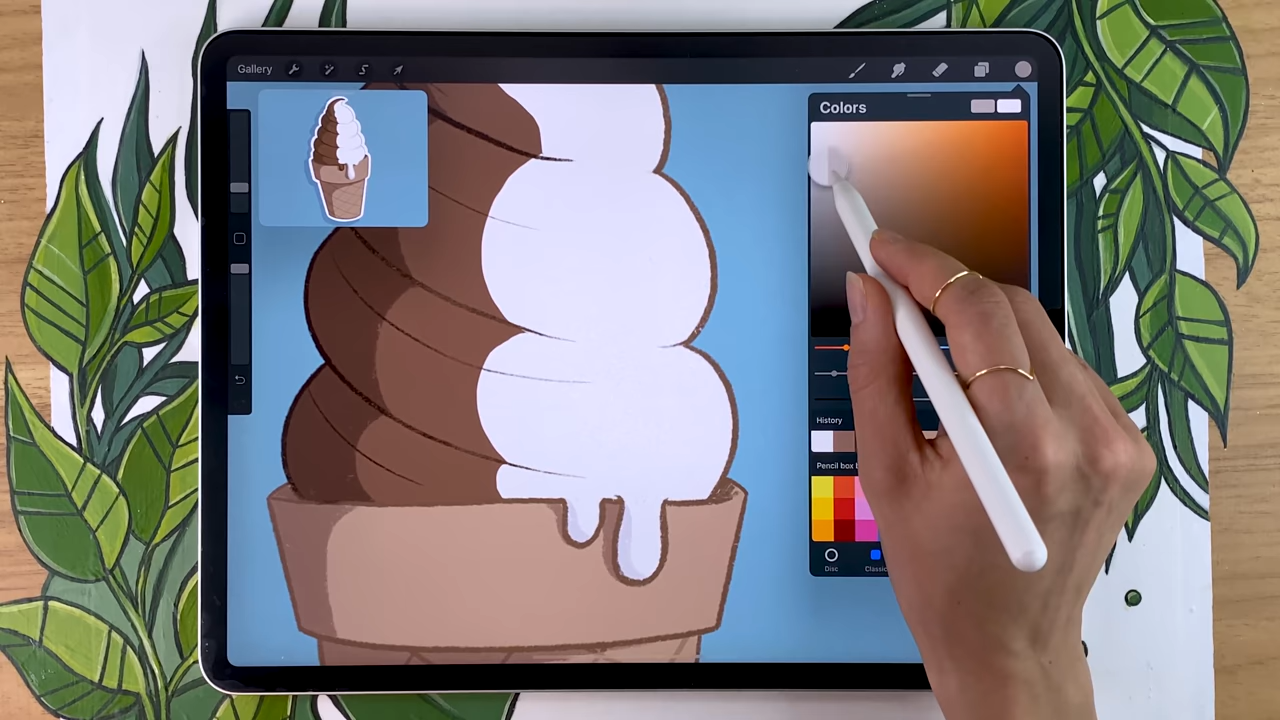 Gallery
Colors
History
Pencil box
Disc
Classic